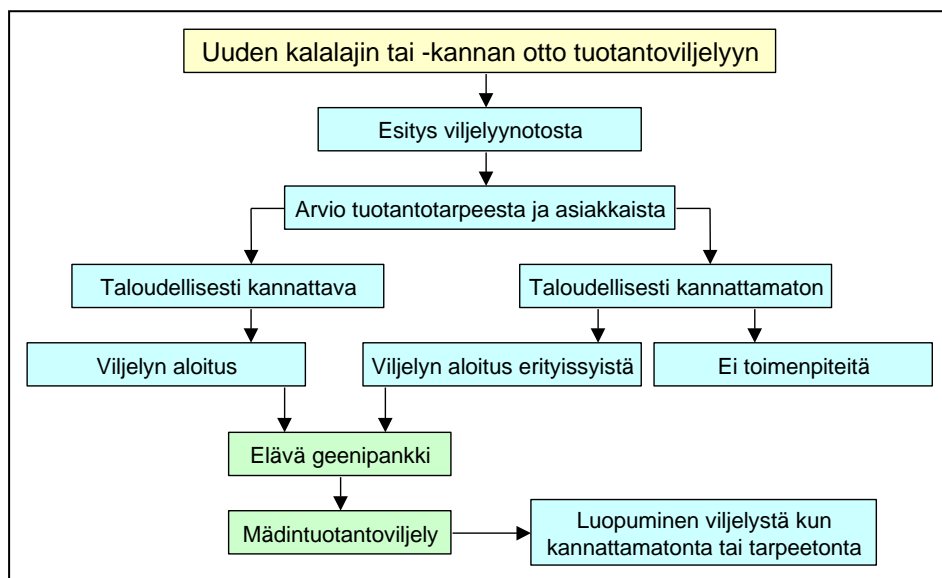 Uuden kalalajin tai -kannan otto tuotantoviljelyyn
Esitys viljelyynotosta
Arvio tuotantotarpeesta ja asiakkaista
Taloudellisesti kannattava
Taloudellisesti kannattamaton
Viljelyn aloitus
Viljelyn aloitus erityissyistä
Ei toimenpiteitä
Elävä geenipankki
Mädintuotantoviljely
Luopuminen viljelystä kun
kannattamatonta tai tarpeetonta